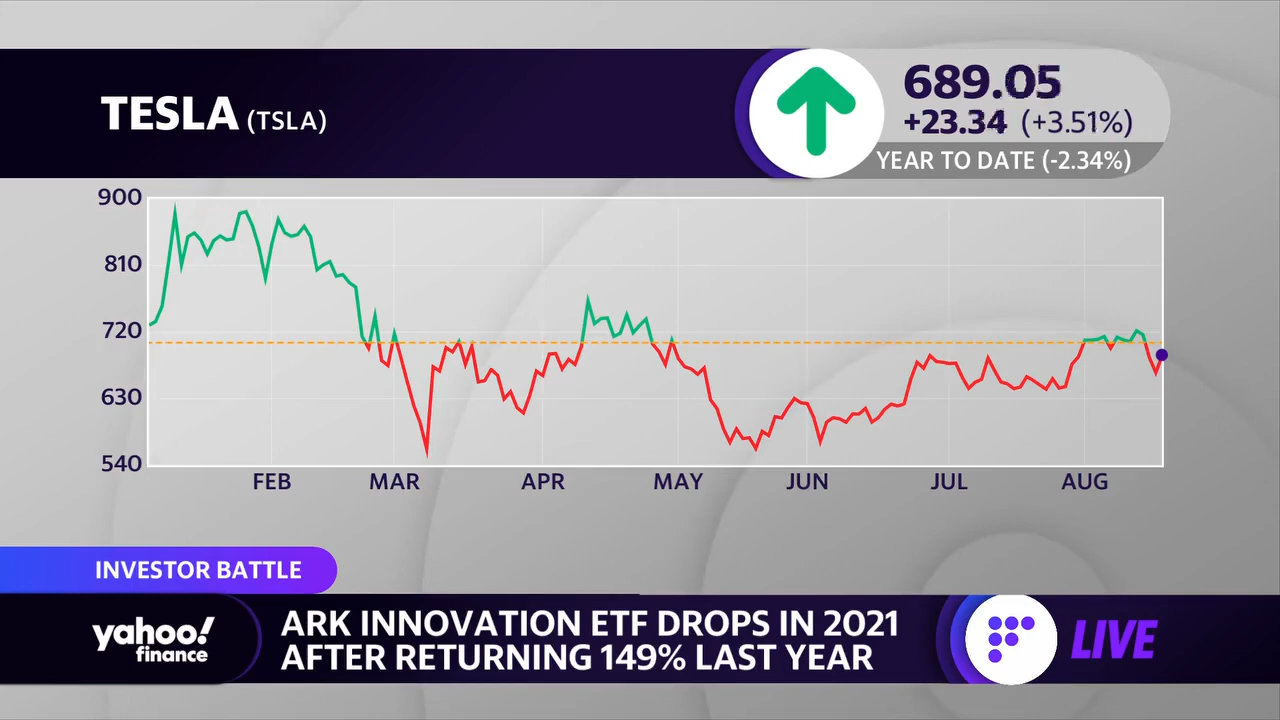 TESLA (TSLA)
689.05
+23.34 (+3.51%)
YEAR TO DATE (-2.34%)
900
810
720
630
540
FEB MAR APR MAY JUN JUL AUG
INVESTOR BATTLE
yahoo!
finance
ARK INNOVATION ETF DROPS IN 2021
AFTER RETURNING 149% LAST YEAR
LIVE